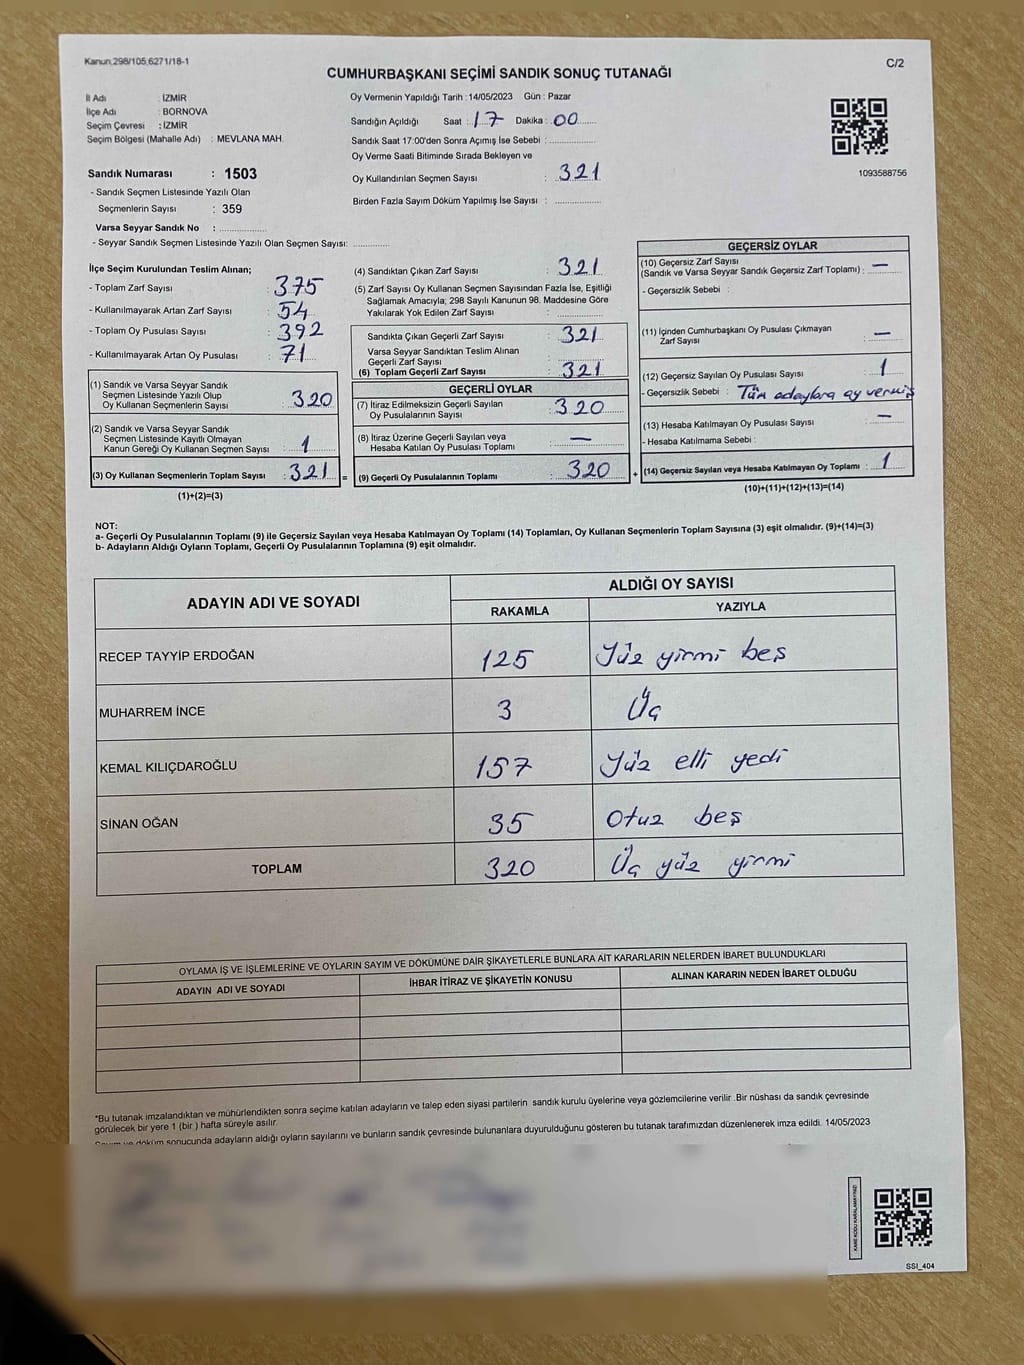 Kanun,298/105,6271/18-1
C/2
CUMHURBAŞKANI SEÇİMİ SANDIK SONUÇ TUTANAĞI
İl Adı : İZMİR
İlçe Adı : BORNOVA
Seçim Çevresi : İZMİR
Seçim Bölgesi (Mahalle Adı) : MEVLANA MAH.
Oy Vermenin Yapıldığı Tarih :14/05/2023 Gün : Pazar
Sandığın Açıldığı Saat : 17 Dakika : 00
Sandık Saat 17:00'den Sonra Açımış İse Sebebi :
Oy Verme Saati Bitiminde Sırada Bekleyen ve
Oy Kullandırılan Seçmen Sayısı : 321
Birden Fazla Sayım Döküm Yapılmış İse Sayısı :
1093588756
Sandık Numarası : 1503
- Sandık Seçmen Listesinde Yazılı Olan
Seçmenlerin Sayısı : 359
Varsa Seyyar Sandık No :
- Seyyar Sandık Seçmen Listesinde Yazılı Olan Seçmen Sayısı:
İlçe Seçim Kurulundan Teslim Alınan;
- Toplam Zarf Sayısı : 375
- Kullanılmayarak Artan Zarf Sayısı : 54
- Toplam Oy Pusulası Sayısı : 392
- Kullanılmayarak Artan Oy Pusulası : 71
(1) Sandık ve Varsa Seyyar Sandık
Seçmen Listesinde Yazılı Olup
Oy Kullanan Seçmenlerin Sayısı : 320
(2) Sandık ve Varsa Seyyar Sandık
Seçmen Listesinde Kayıtlı Olmayan
Kanun Gereği Oy Kullanan Seçmen Sayısı : 1
(3) Oy Kullanan Seçmenlerin Toplam Sayısı : 321 =
(1)+(2)=(3)
(4) Sandıktan Çıkan Zarf Sayısı : 321
(5) Zarf Sayısı Oy Kullanan Seçmen Sayısından Fazla İse, Eşitliği
Sağlamak Amacıyla; 298 Sayılı Kanunun 98. Maddesine Göre
Yakılarak Yok Edilen Zarf Sayısı :
Sandıkta Çıkan Geçerli Zarf Sayısı : 321
Varsa Seyyar Sandıktan Teslim Alınan
Geçerli Zarf Sayısı :
(6) Toplam Geçerli Zarf Sayısı : 321
GEÇERLİ OYLAR
(7) İtiraz Edilmeksizin Geçerli Sayılan
Oy Pusulalarının Sayısı : 320
(8) İtiraz Üzerine Geçerli Sayılan veya
Hesaba Katılan Oy Pusulası Toplamı : —
(9) Geçerli Oy Pusulalarının Toplamı : 320 +
GEÇERSİZ OYLAR
(10) Geçersiz Zarf Sayısı
(Sandık ve Varsa Seyyar Sandık Geçersiz Zarf Toplamı) : —
- Geçersizlik Sebebi :
(11) İçinden Cumhurbaşkanı Oy Pusulası Çıkmayan
Zarf Sayısı : —
(12) Geçersiz Sayılan Oy Pusulası Sayısı : 1
- Geçersizlik Sebebi : Tüm adaylara oy vermiş
(13) Hesaba Katılmayan Oy Pusulası Sayısı : —
- Hesaba Katılmama Sebebi :
(14) Geçersiz Sayılan veya Hesaba Katılmayan Oy Toplamı : 1
(10)+(11)+(12)+(13)=(14)
NOT:
a- Geçerli Oy Pusulalarının Toplamı (9) ile Geçersiz Sayılan veya Hesaba Katılmayan Oy Toplamı (14) Toplamları, Oy Kullanan Seçmenlerin Toplam Sayısına (3) eşit olmalıdır. (9)+(14)=(3)
b- Adayların Aldığı Oyların Toplamı, Geçerli Oy Pusulalarının Toplamına (9) eşit olmalıdır.
ADAYIN ADI VE SOYADI
ALDIĞI OY SAYISI
RAKAMLA YAZIYLA
RECEP TAYYİP ERDOĞAN 125 Yüz yirmi beş
MUHARREM İNCE 3 Üç
KEMAL KILIÇDAROĞLU 157 Yüz elli yedi
SİNAN OĞAN 35 Otuz beş
TOPLAM 320 Üç yüz yirmi
OYLAMA İŞ VE İŞLEMLERİNE VE OYLARIN SAYIM VE DÖKÜMÜNE DAİR ŞİKAYETLERLE BUNLARA AİT KARARLARIN NELERDEN İBARET BULUNDUKLARI
ADAYIN ADI VE SOYADI İHBAR İTİRAZ VE ŞİKAYETİN KONUSU ALINAN KARARIN NEDEN İBARET OLDUĞU
*Bu tutanak imzalandıktan ve mühürlendikten sonra seçime katılan adayların ve talep eden siyasi partilerin sandık kurulu üyelerine veya gözlemcilerine verilir .Bir nüshası da sandık çevresinde
görülecek bir yere 1 (bir ) hafta süreyle asılır.
Sayım ve döküm sonucunda adayların aldığı oyların sayılarını ve bunların sandık çevresinde bulunanlara duyurulduğunu gösteren bu tutanak tarafımızdan düzenlenerek imza edildi. 14/05/2023
KARE KODU KARALAMAYINIZ!
SSI_404